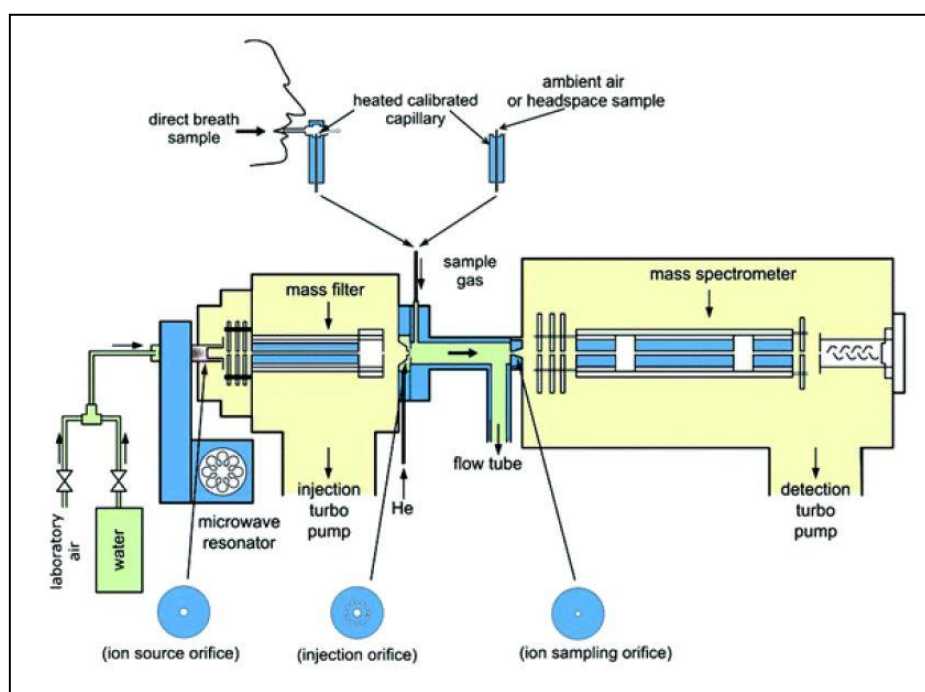 direct breath
sample
heated calibrated
capillary
ambient air
or headspace sample
sample
gas
mass filter
mass spectrometer
laboratory
air
water
microwave
resonator
injection
turbo
pump
He
flow tube
detection
turbo
pump
(ion source orifice)
(injection orifice)
(ion sampling orifice)